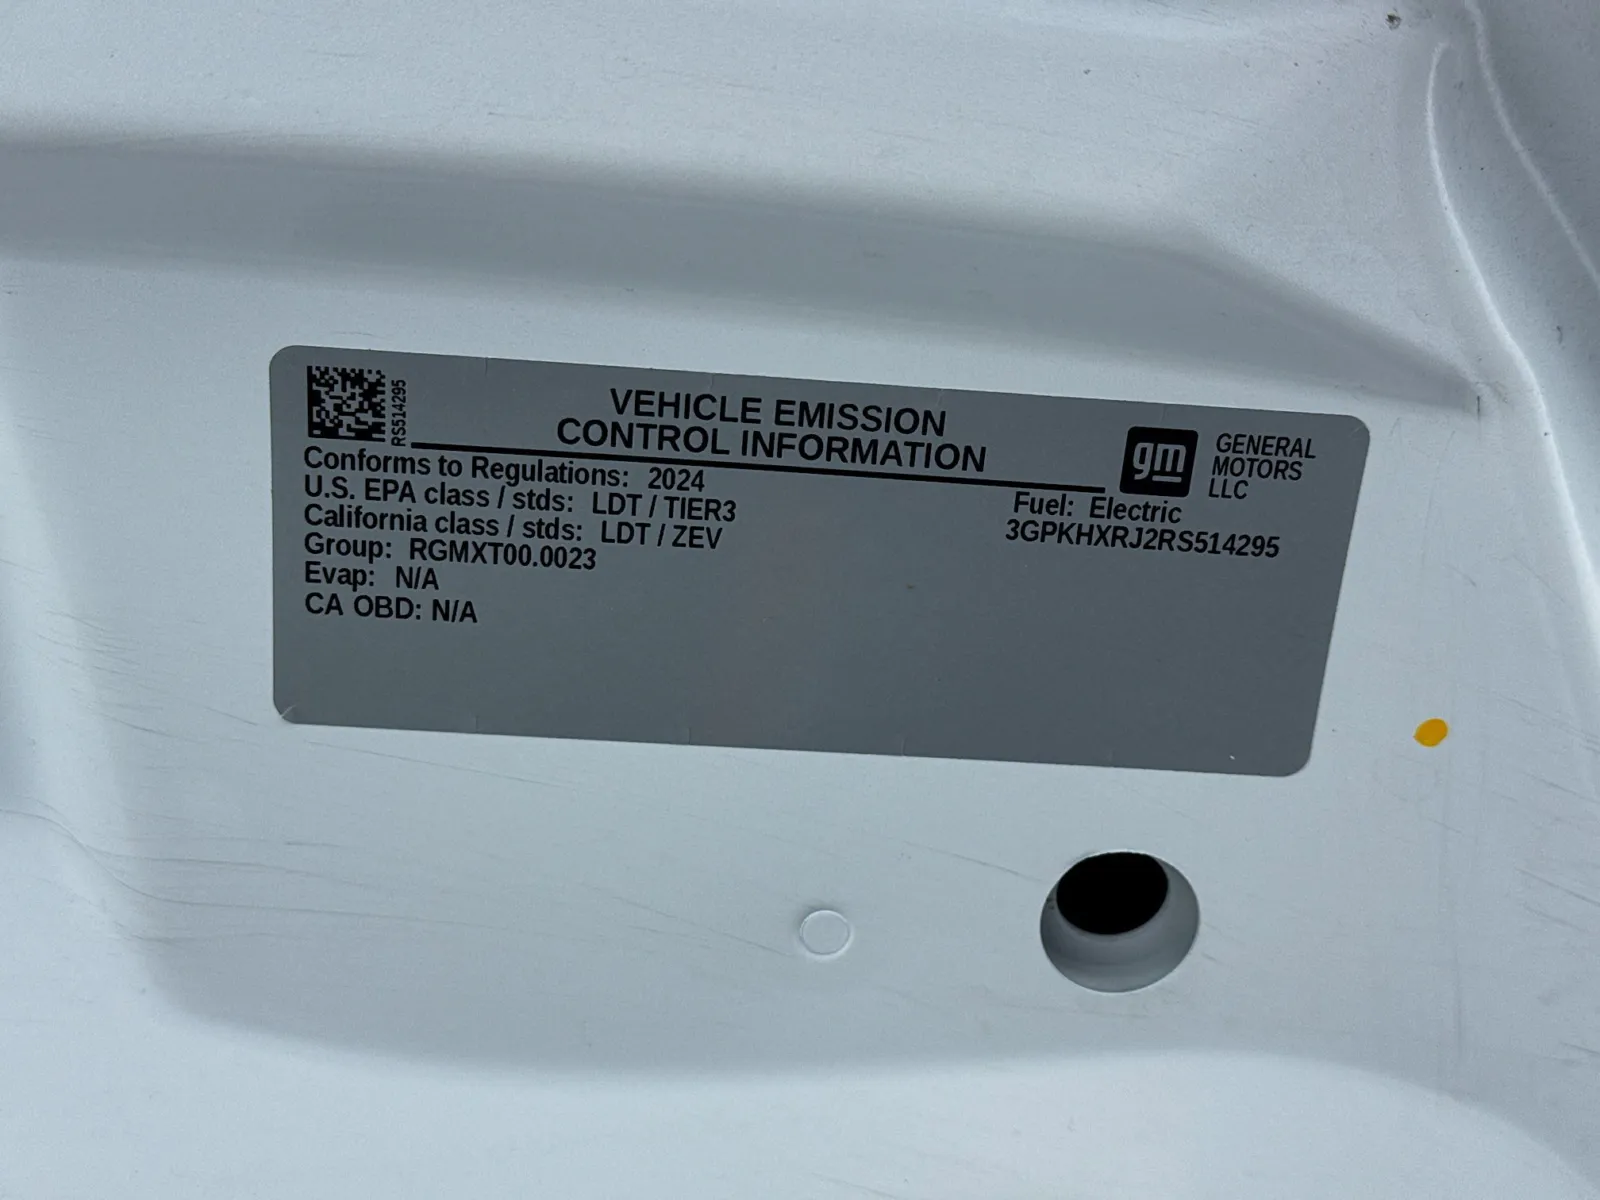 RS514295
VEHICLE EMISSION
CONTROL INFORMATION
gm
GENERAL
MOTORS
LLC
Conforms to Regulations: 2024
U.S. EPA class / stds: LDT / TIER3
California class / stds: LDT / ZEV
Group: RGMXT00.0023
Evap: N/A
CA OBD: N/A
Fuel: Electric
3GPKHXRJ2RS514295